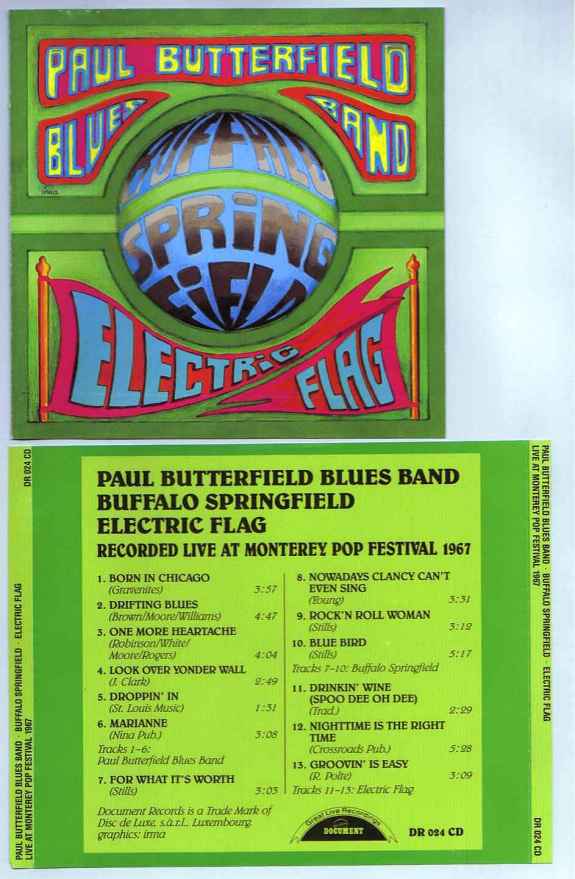 PAUL BUTTERFIELD
BLUES BAND
BUFFALO
SPRING
FIELD
irma
ELECTRIC
FLAG
DR 024 CD
PAUL BUTTERFIELD BLUES BAND · BUFFALO SPRINGFIELD · ELECTRIC FLAG
LIVE AT MONTEREY POP FESTIVAL 1967
PAUL BUTTERFIELD BLUES BAND
BUFFALO SPRINGFIELD
ELECTRIC FLAG
RECORDED LIVE AT MONTEREY POP FESTIVAL 1967
1. BORN IN CHICAGO
(Gravenites) 3:57
2. DRIFTING BLUES
(Brown/Moore/Williams) 4:47
3. ONE MORE HEARTACHE
(Robinson/White/
Moore/Rogers) 4:04
4. LOOK OVER YONDER WALL
(J. Clark) 2:49
5. DROPPIN' IN
(St. Louis Music) 1:31
6. MARIANNE
(Nina Pub.) 3:08
Tracks 1-6:
Paul Butterfield Blues Band
7. FOR WHAT IT'S WORTH
(Stills) 3:03
8. NOWADAYS CLANCY CAN'T
EVEN SING
(Young) 3:31
9. ROCK'N ROLL WOMAN
(Stills) 3:12
10. BLUE BIRD
(Stills) 5:17
Tracks 7-10: Buffalo Springfield
11. DRINKIN' WINE
(SPOO DEE OH DEE)
(Trad.) 2:29
12. NIGHTTIME IS THE RIGHT
TIME
(Crossroads Pub.) 5:28
13. GROOVIN' IS EASY
(R. Polte) 3:09
Tracks 11-13: Electric Flag
Document Records is a Trade Mark of
Disc de Luxe, s.à.r.l., Luxembourg.
graphics: irma
Great Live Recordings
DOCUMENT
DR 024 CD
PAUL BUTTERFIELD BLUES BAND · BUFFALO SPRINGFIELD · ELECTRIC FLAG
LIVE AT MONTEREY POP FESTIVAL 1967
DR 024 CD